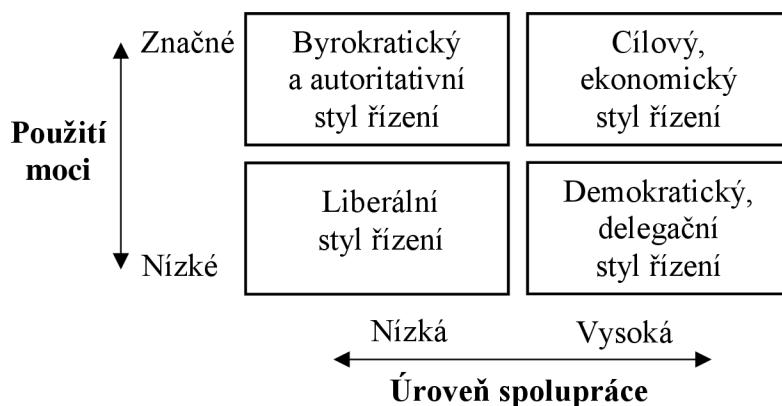 Značné
Byrokratický
a autoritativní
styl řízení
Cílový,
ekonomický
styl řízení
Použití
moci
Liberální
styl řízení
Demokratický,
delegační
styl řízení
Nízké
Nízká
Vysoká
Úroveň spolupráce